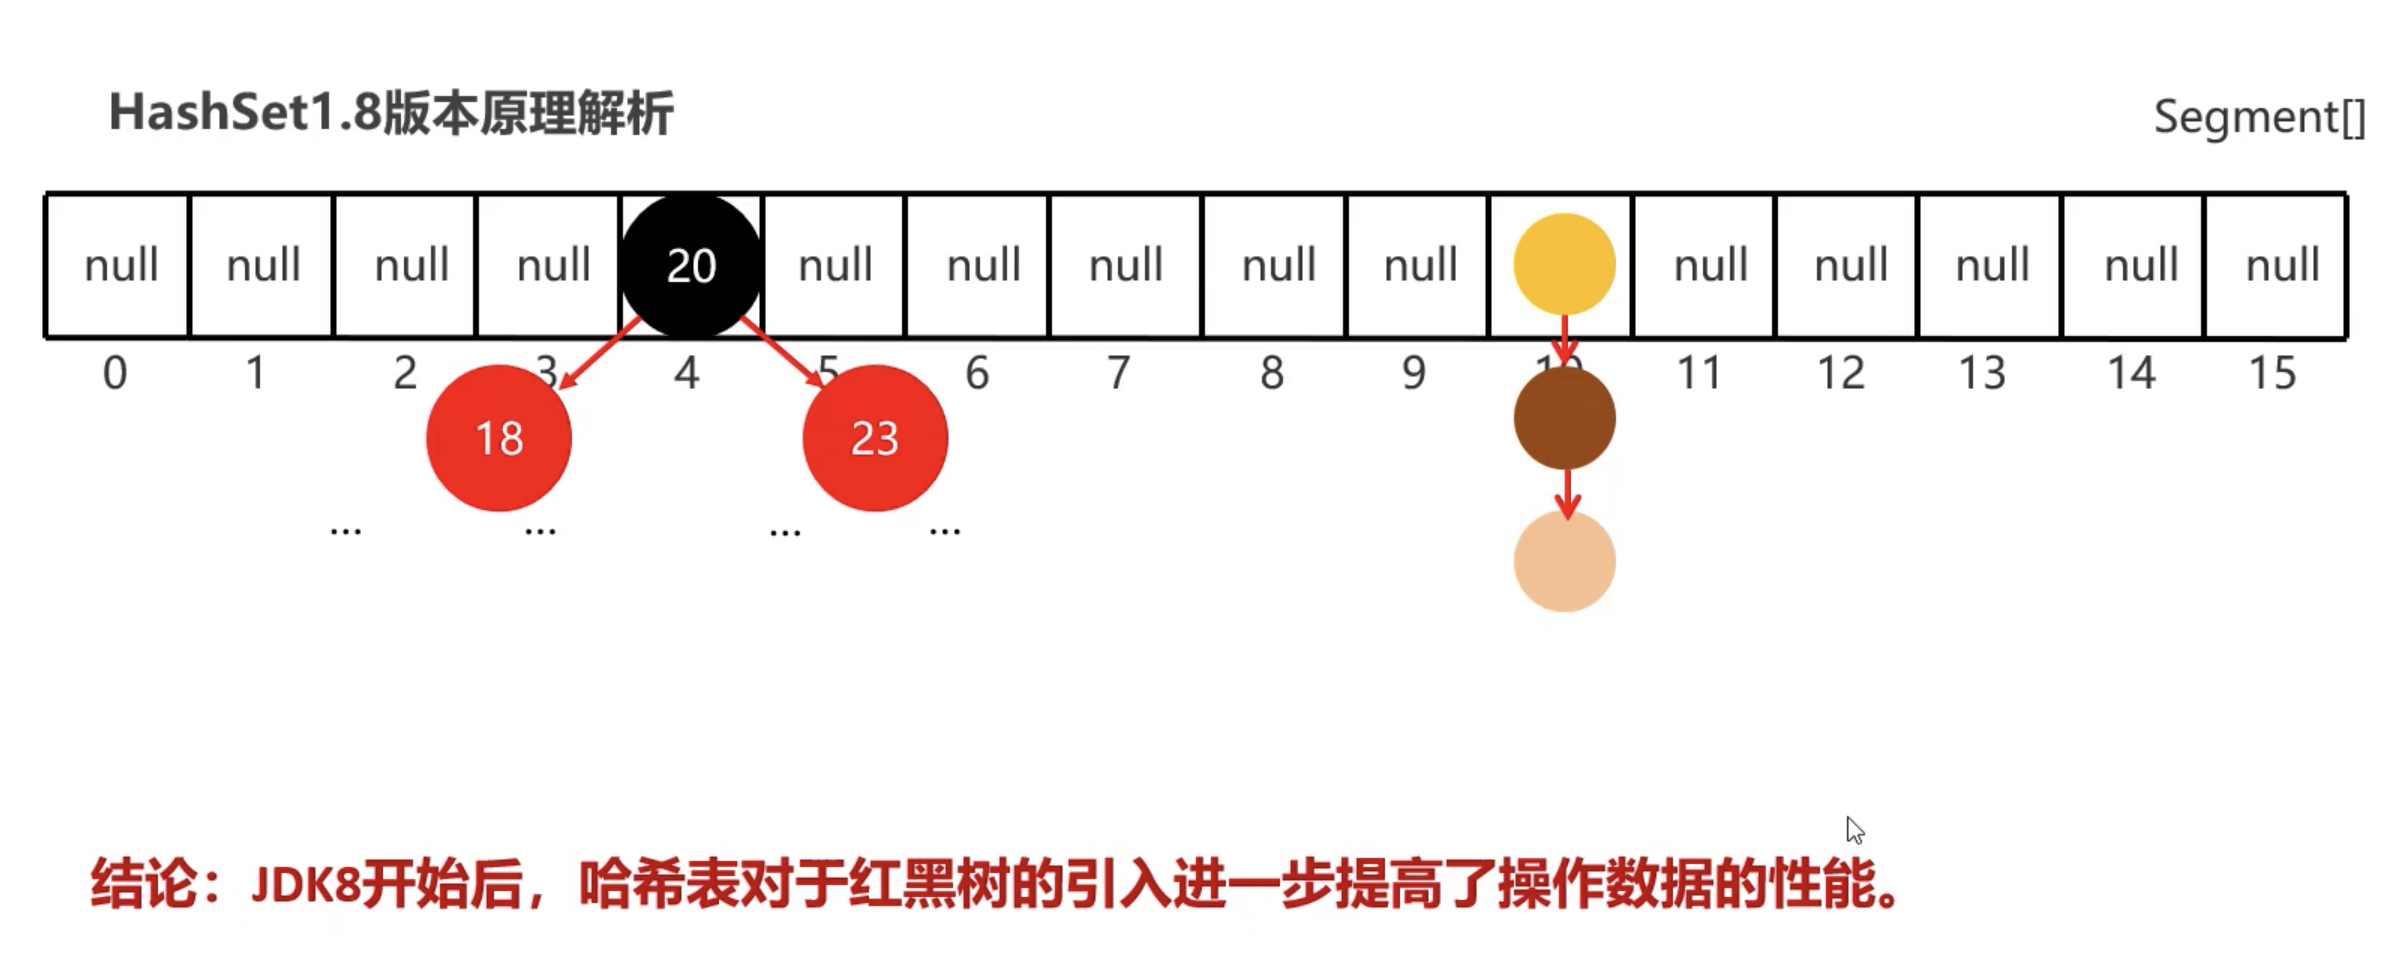 HashSet1.8版本原理解析
Segment[]
null null null null 20 null null null null null null null null null null
0 1 2 3 4 5 6 7 8 9 10 11 12 13 14 15
18 23
... ... ... ...
结论：JDK8开始后，哈希表对于红黑树的引入进一步提高了操作数据的性能。